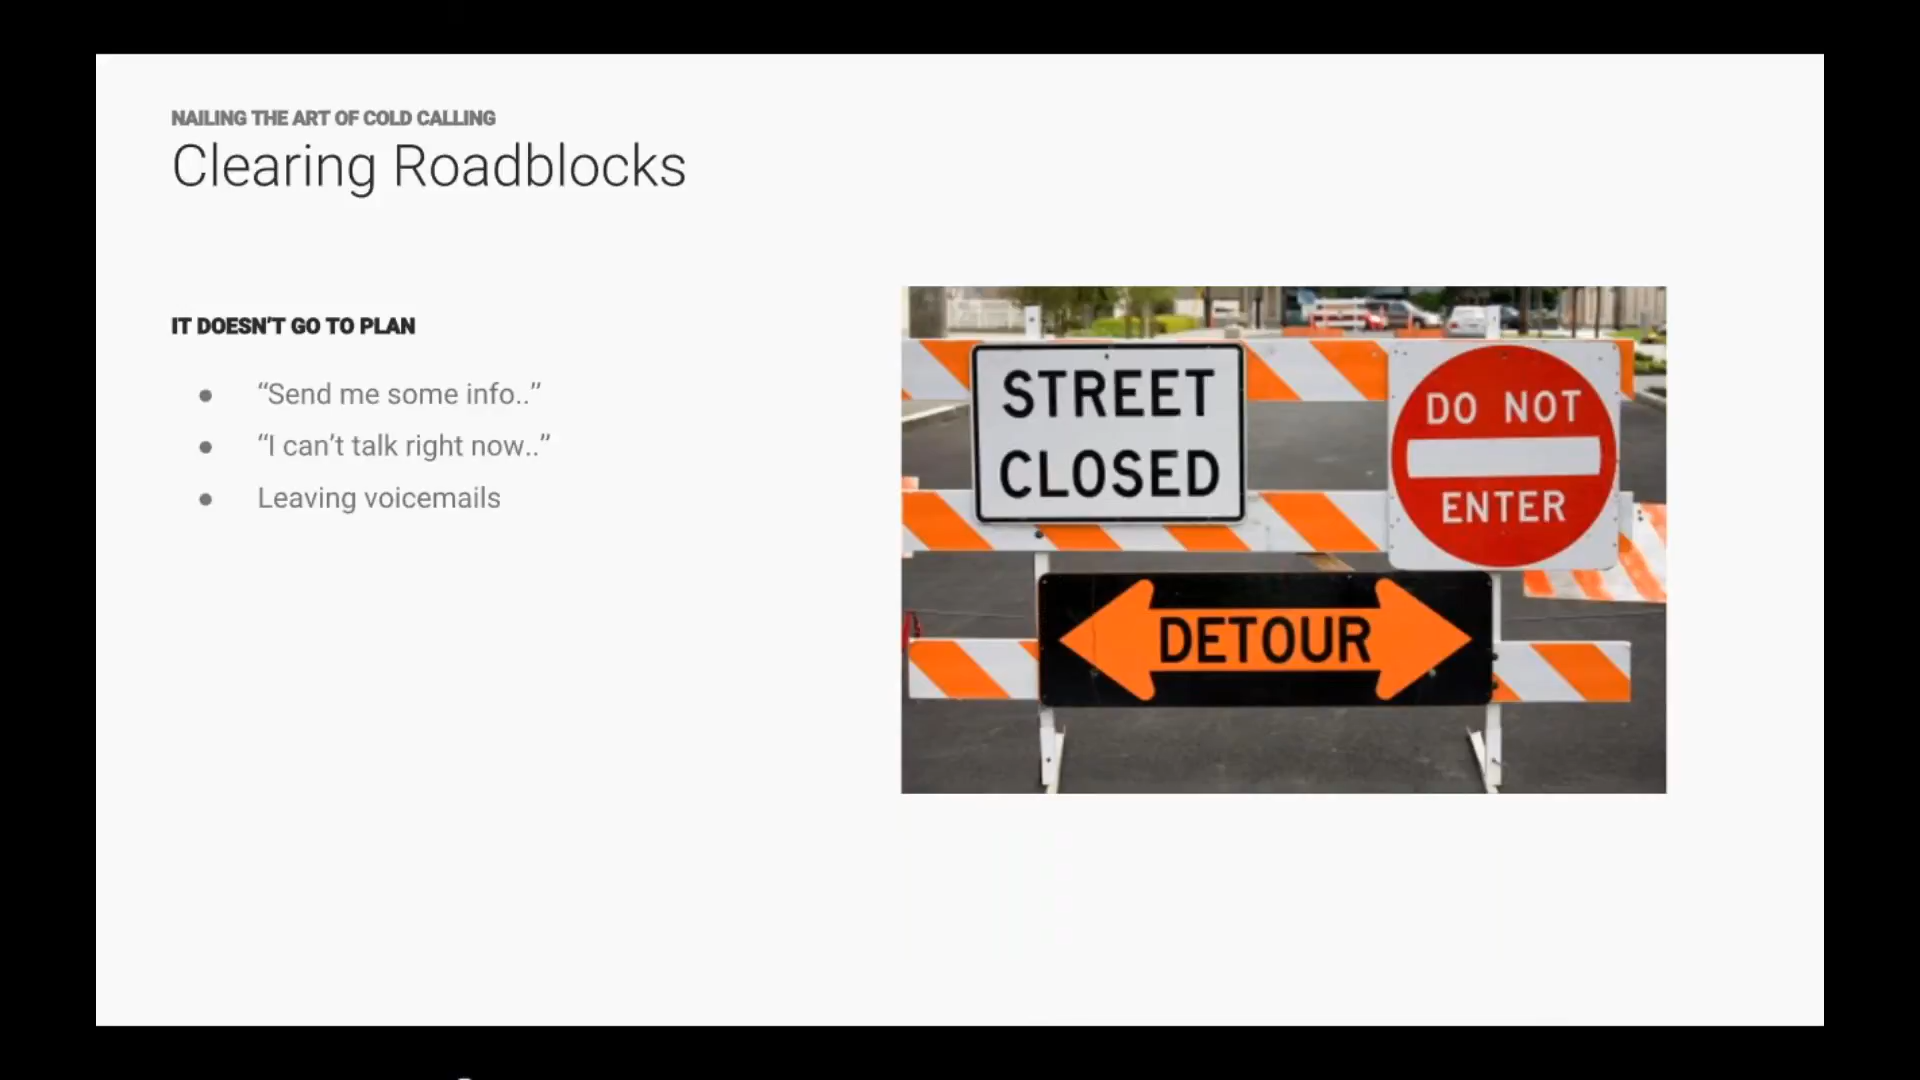 NAILING THE ART OF COLD CALLING
Clearing Roadblocks
IT DOESN’T GO TO PLAN
● “Send me some info..”
● “I can’t talk right now..”
● Leaving voicemails
STREET
CLOSED
DO NOT
ENTER
DETOUR